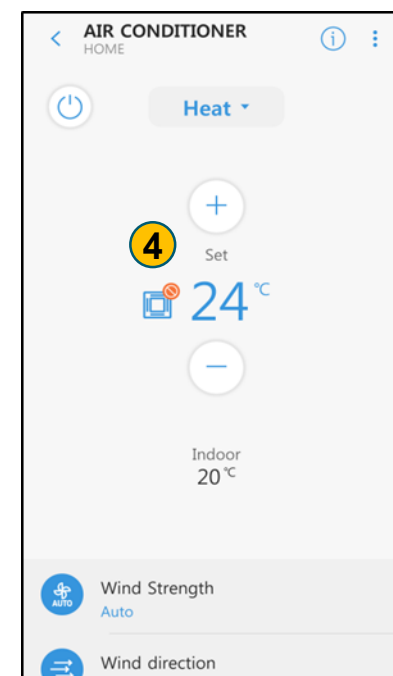 AIR CONDITIONER
HOME
Heat
4
Set
24 °C
Indoor
20 °C
AUTO
Wind Strength
Auto
Wind direction